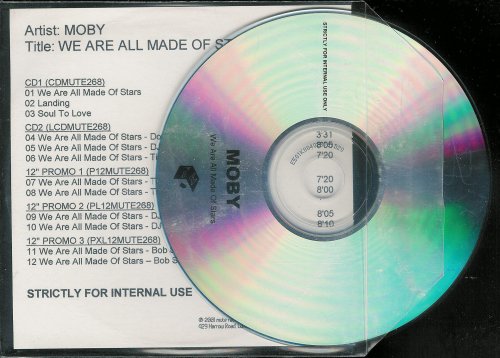 Artist: MOBY
Title: WE ARE ALL MADE OF
CD1 (CDMUTE268)
01 We Are All Made Of Stars
02 Landing
03 Soul To Love
CD2 (LCDMUTE268)
04 We Are All Made Of Stars -
05 We Are All Made Of Stars - DJ
06 We Are All Made Of Stars -
12" PROMO 1 (P12MUTE268)
07 We Are All Made Of Stars -
08 We Are All Made Of Stars -
12" PROMO 2 (PL12MUTE268)
09 We Are All Made Of Stars - DJ
10 We Are All Made Of Stars - DJ
12" PROMO 3 (PXL12MUTE268)
11 We Are All Made Of Stars - Bob
12 We Are All Made Of Stars – Bob
STRICTLY FOR INTERNAL USE
STRICTLY FOR INTERNAL USE ONLY
MOBY
We Are All Made Of Stars
3'31
8'05
7'20
7'20
8'00
8'05
8'10
℗ 2001 mute
429 Harrow Road